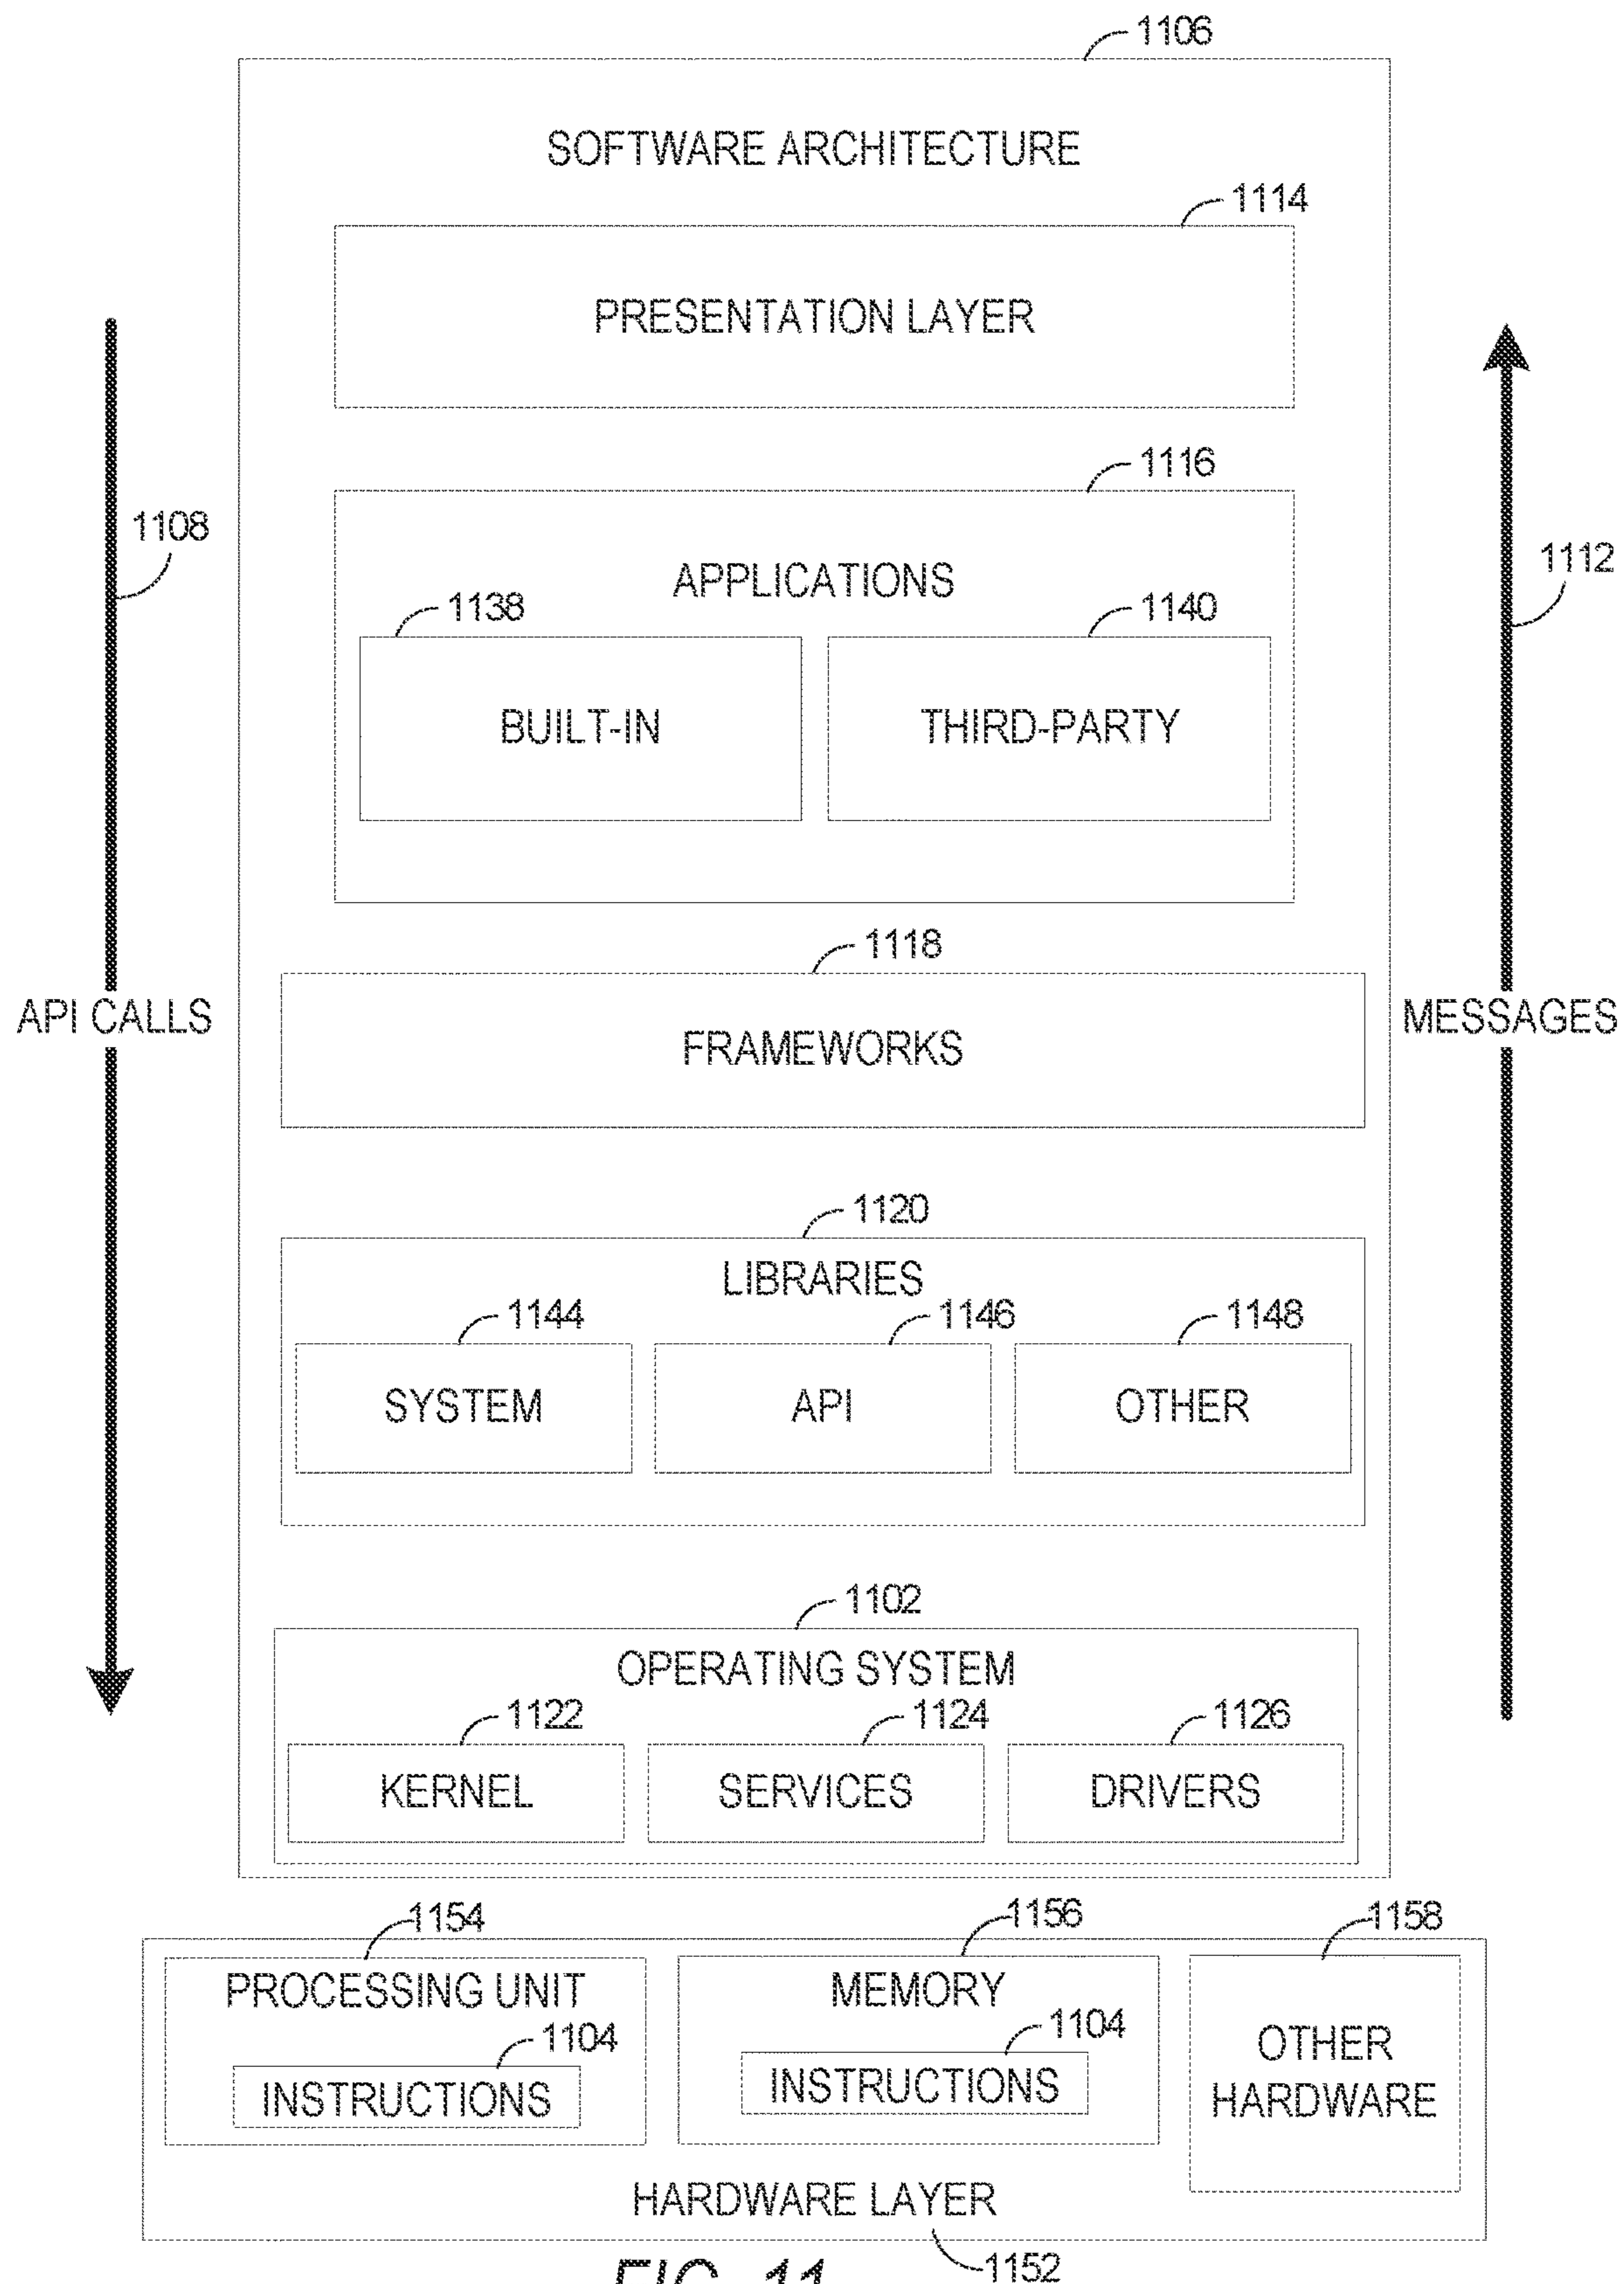 1106
SOFTWARE ARCHITECTURE
1114
PRESENTATION LAYER
1116
1108
1112
APPLICATIONS
1138
1140
BUILT-IN
THIRD-PARTY
1118
API CALLS
MESSAGES
FRAMEWORKS
1120
LIBRARIES
1144
1146
1148
SYSTEM
API
OTHER
1102
OPERATING SYSTEM
1122
1124
1126
KERNEL
SERVICES
DRIVERS
1154
1156
1158
PROCESSING UNIT
MEMORY
1104
1104
INSTRUCTIONS
INSTRUCTIONS
OTHER
HARDWARE
HARDWARE LAYER
1152
FIG. 11